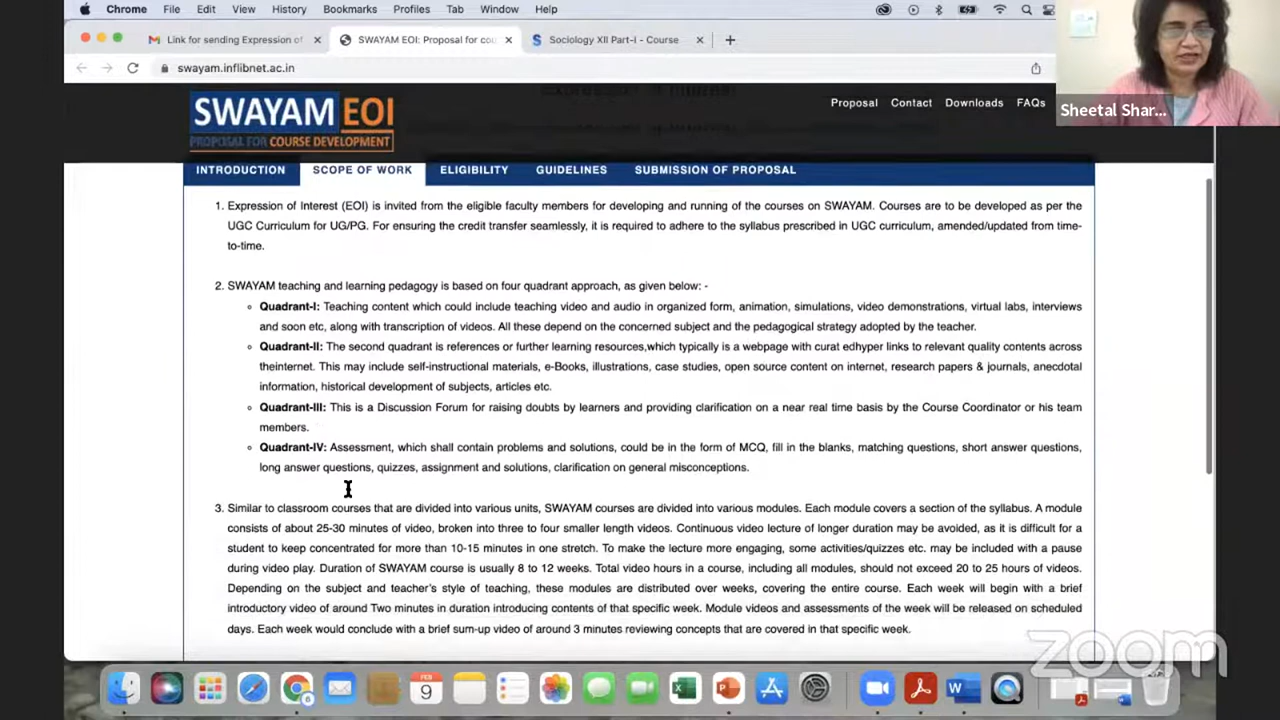 Chrome File Edit View History Bookmarks Profiles Tab Window Help
Link for sending Expression of
SWAYAM EOI: Proposal for cou
Sociology XII Part-I - Course
swayam.inflibnet.ac.in
SWAYAM EOI
PROPOSAL FOR COURSE DEVELOPMENT
Proposal Contact Downloads FAQs
Sheetal Shar...
INTRODUCTION SCOPE OF WORK ELIGIBILITY GUIDELINES SUBMISSION OF PROPOSAL
1. Expression of Interest (EOI) is invited from the eligible faculty members for developing and running of the courses on SWAYAM. Courses are to be developed as per the
UGC Curriculum for UG/PG. For ensuring the credit transfer seamlessly, it is required to adhere to the syllabus prescribed in UGC curriculum, amended/updated from time-
to-time.
2. SWAYAM teaching and learning pedagogy is based on four quadrant approach, as given below: -
Quadrant-I: Teaching content which could include teaching video and audio in organized form, animation, simulations, video demonstrations, virtual labs, interviews
and soon etc, along with transcription of videos. All these depend on the concerned subject and the pedagogical strategy adopted by the teacher.
Quadrant-II: The second quadrant is references or further learning resources,which typically is a webpage with curat edhyper links to relevant quality contents across
theinternet. This may include self-instructional materials, e-Books, illustrations, case studies, open source content on internet, research papers & journals, anecdotal
information, historical development of subjects, articles etc.
Quadrant-III: This is a Discussion Forum for raising doubts by learners and providing clarification on a near real time basis by the Course Coordinator or his team
members.
Quadrant-IV: Assessment, which shall contain problems and solutions, could be in the form of MCQ, fill in the blanks, matching questions, short answer questions,
long answer questions, quizzes, assignment and solutions, clarification on general misconceptions.
3. Similar to classroom courses that are divided into various units, SWAYAM courses are divided into various modules. Each module covers a section of the syllabus. A module
consists of about 25-30 minutes of video, broken into three to four smaller length videos. Continuous video lecture of longer duration may be avoided, as it is difficult for a
student to keep concentrated for more than 10-15 minutes in one stretch. To make the lecture more engaging, some activities/quizzes etc. may be included with a pause
during video play. Duration of SWAYAM course is usually 8 to 12 weeks. Total video hours in a course, including all modules, should not exceed 20 to 25 hours of videos.
Depending on the subject and teacher's style of teaching, these modules are distributed over weeks, covering the entire course. Each week will begin with a brief
introductory video of around Two minutes in duration introducing contents of that specific week. Module videos and assessments of the week will be released on scheduled
days. Each week would conclude with a brief sum-up video of around 3 minutes reviewing concepts that are covered in that specific week.
zoom
FEB
9